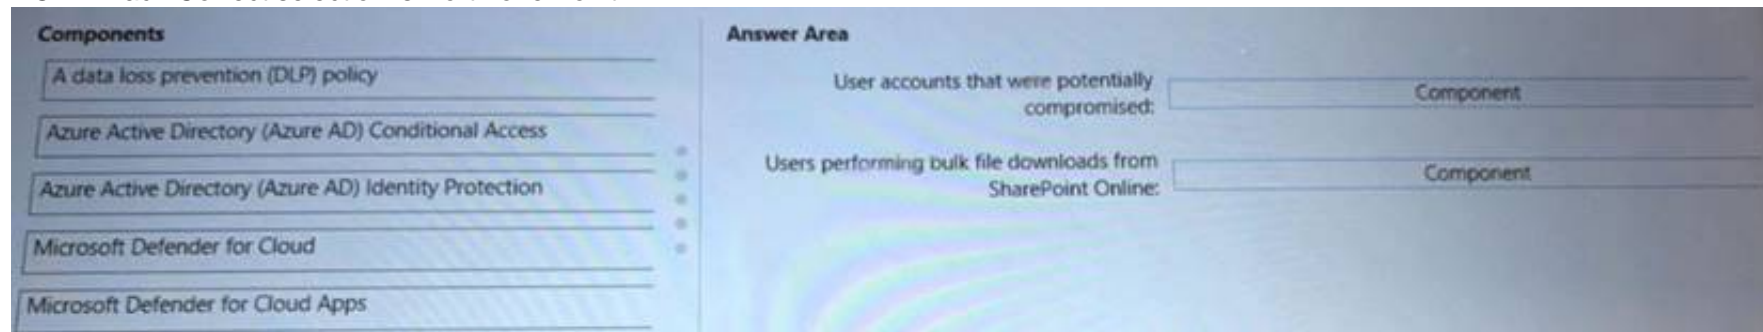 Components
A data loss prevention (DLP) policy
Azure Active Directory (Azure AD) Conditional Access
Azure Active Directory (Azure AD) Identity Protection
Microsoft Defender for Cloud
Microsoft Defender for Cloud Apps
Answer Area
User accounts that were potentially
compromised:
Component
Users performing bulk file downloads from
SharePoint Online:
Component